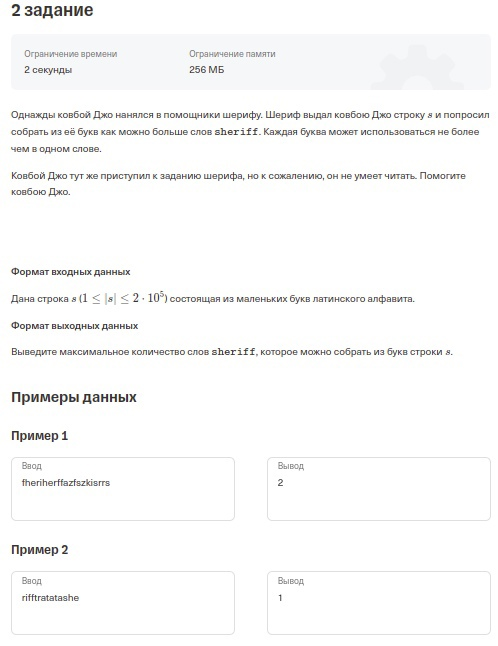 2 задание
Ограничение времени
2 секунды
Ограничение памяти
256 МБ
Однажды ковбой Джо нанялся в помощники шерифу. Шериф выдал ковбою Джо строку s и попросил
собрать из её букв как можно больше слов sheriff. Каждая буква может использоваться не более
чем в одном слове.
Ковбой Джо тут же приступил к заданию шерифа, но к сожалению, он не умеет читать. Помогите
ковбою Джо.
Формат входных данных
Дана строка s (1 ≤ |s| ≤ 2 · 10⁵) состоящая из маленьких букв латинского алфавита.
Формат выходных данных
Выведите максимальное количество слов sheriff, которое можно собрать из букв строки s.
Примеры данных
Пример 1
Ввод
fheriherffazfszkisrrs
Вывод
2
Пример 2
Ввод
rifftratatashe
Вывод
1